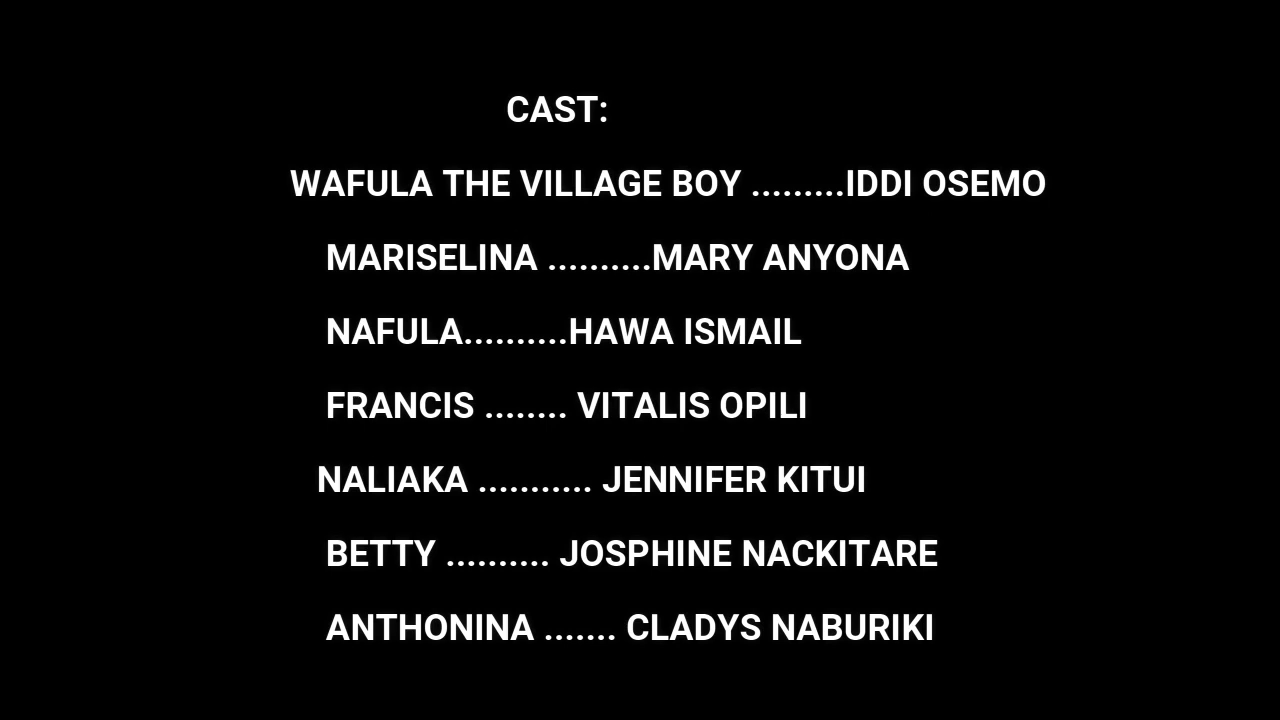 CAST:
WAFULA THE VILLAGE BOY .........IDDI OSEMO
MARISELINA ..........MARY ANYONA
NAFULA..........HAWA ISMAIL
FRANCIS ........ VITALIS OPILI
NALIAKA ........... JENNIFER KITUI
BETTY .......... JOSPHINE NACKITARE
ANTHONINA ....... CLADYS NABURIKI